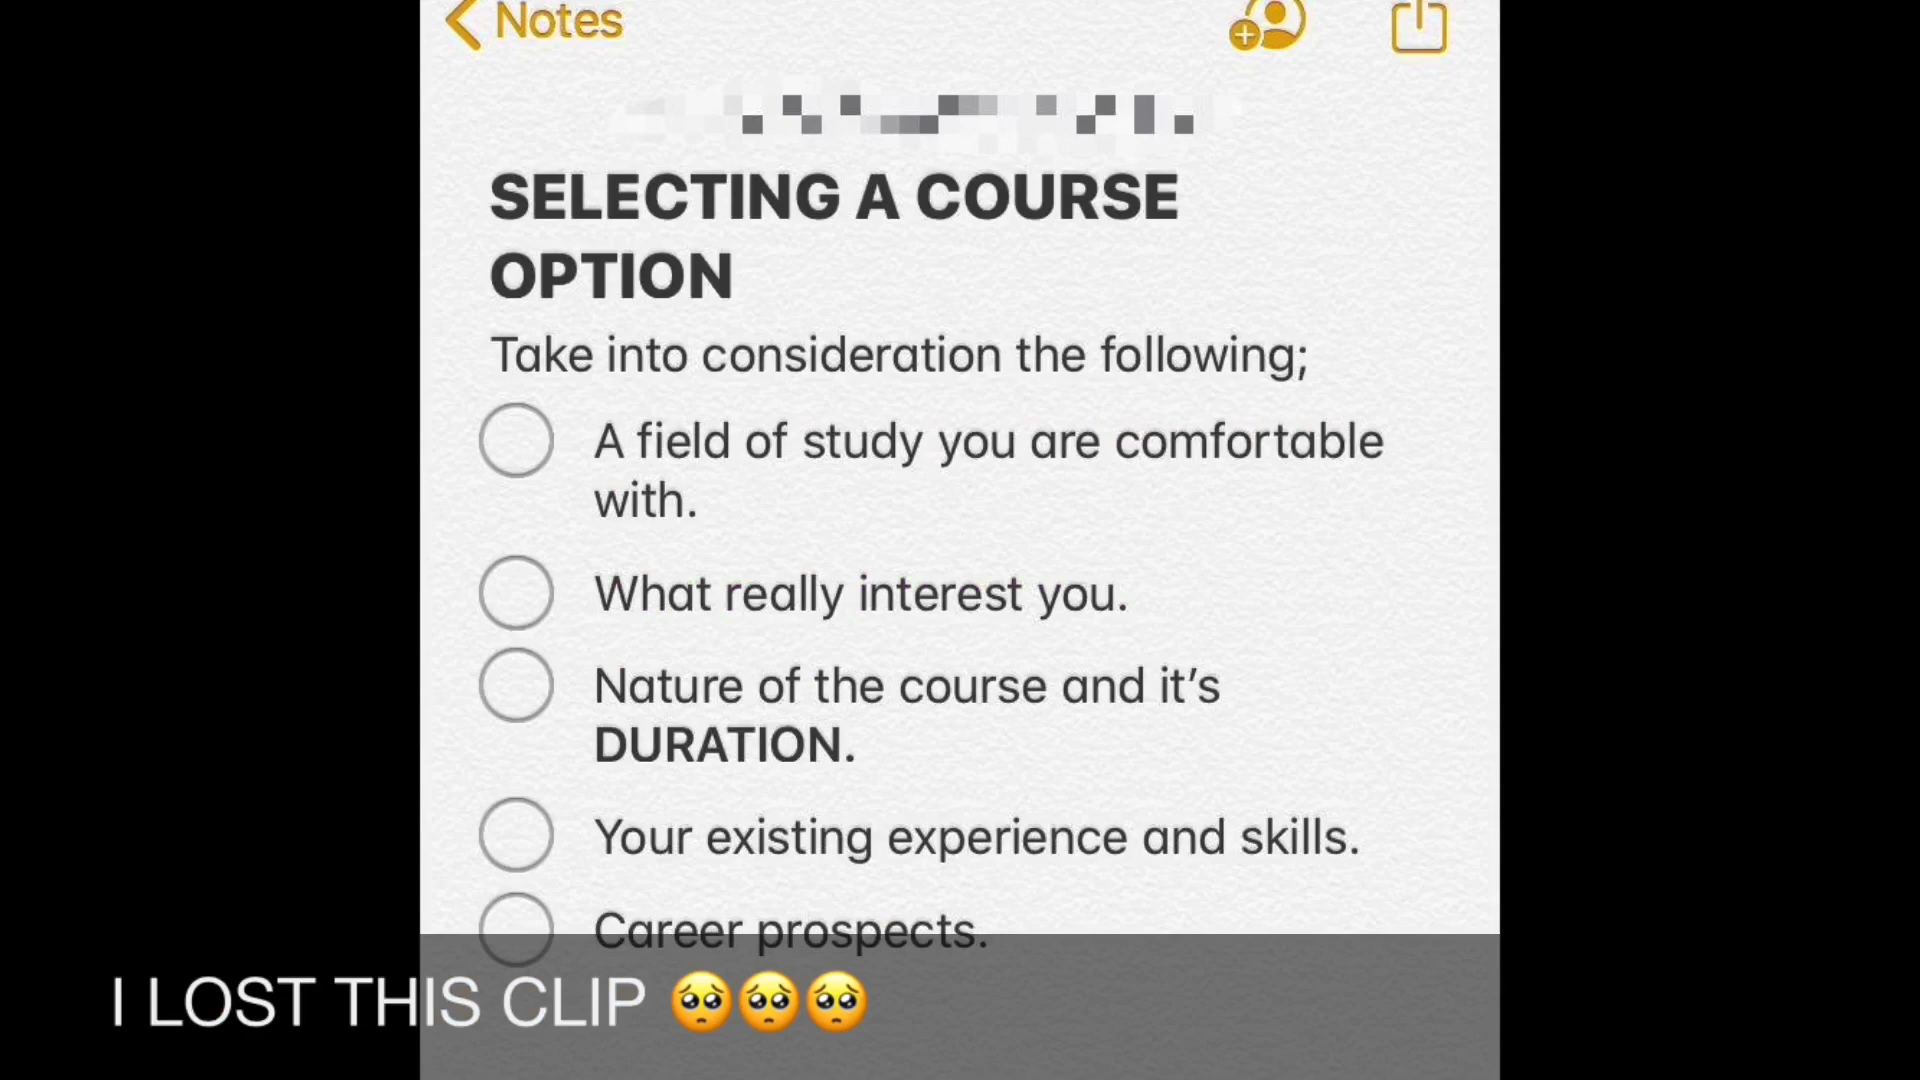 Notes
SELECTING A COURSE
OPTION
Take into consideration the following;
A field of study you are comfortable
with.
What really interest you.
Nature of the course and it’s
DURATION.
Your existing experience and skills.
Career prospects.
I LOST THIS CLIP 🥺🥺🥺